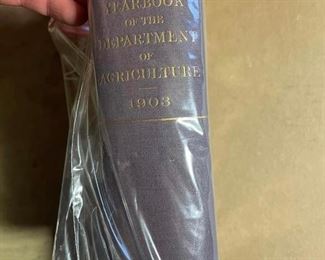 YEARBOOK
OF THE
DEPARTMENT
OF
AGRICULTURE
1903